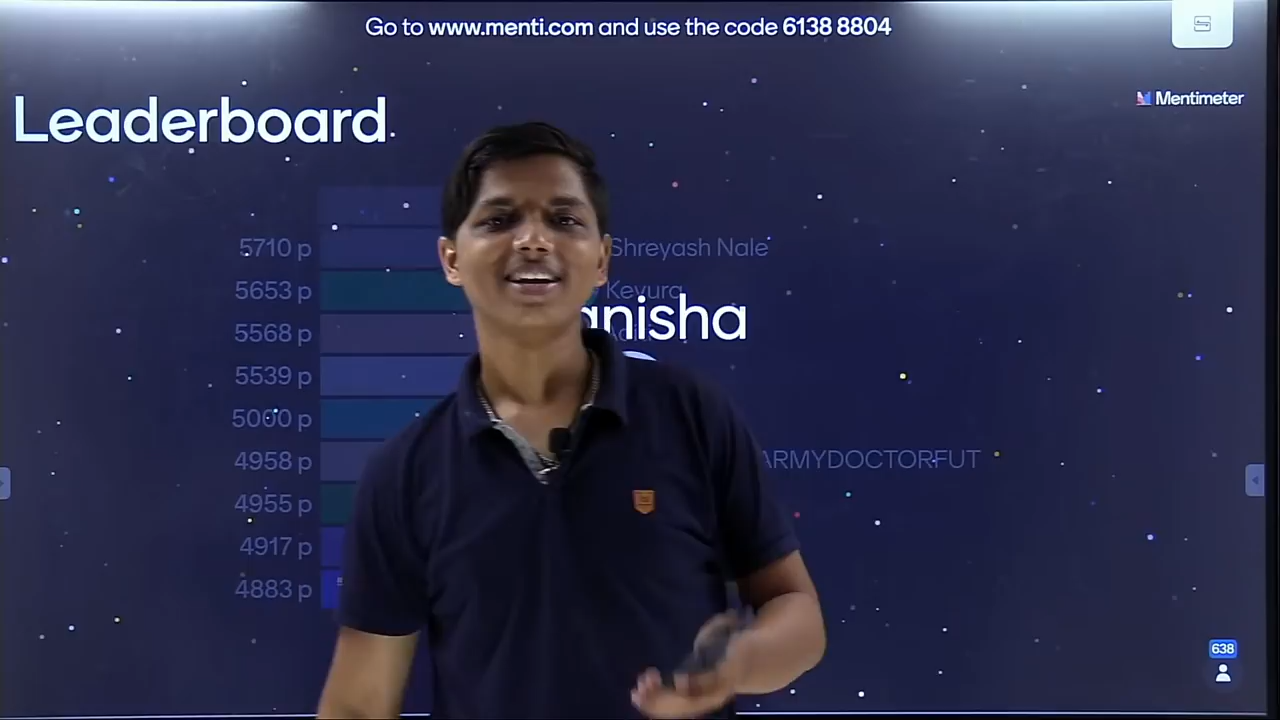 Go to www.menti.com and use the code 6138 8804
Mentimeter
Leaderboard
5710 p Shreyash Nale
5653 p
anisha
5568 p
5539 p
5000 p
4958 p ARMYDOCTORFUT
4955 p
4917 p
4883 p
638